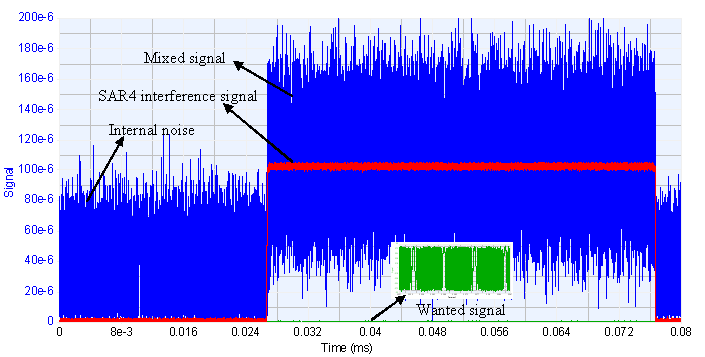 200e-6
180e-6
160e-6
140e-6
120e-6
100e-6
80e-6
60e-6
40e-6
20e-6
0
Signal
Mixed signal
SAR4 interference signal
Internal noise
Wanted signal
0 8e-3 0.016 0.024 0.032 0.04 0.048 0.056 0.064 0.072 0.08
Time (ms)